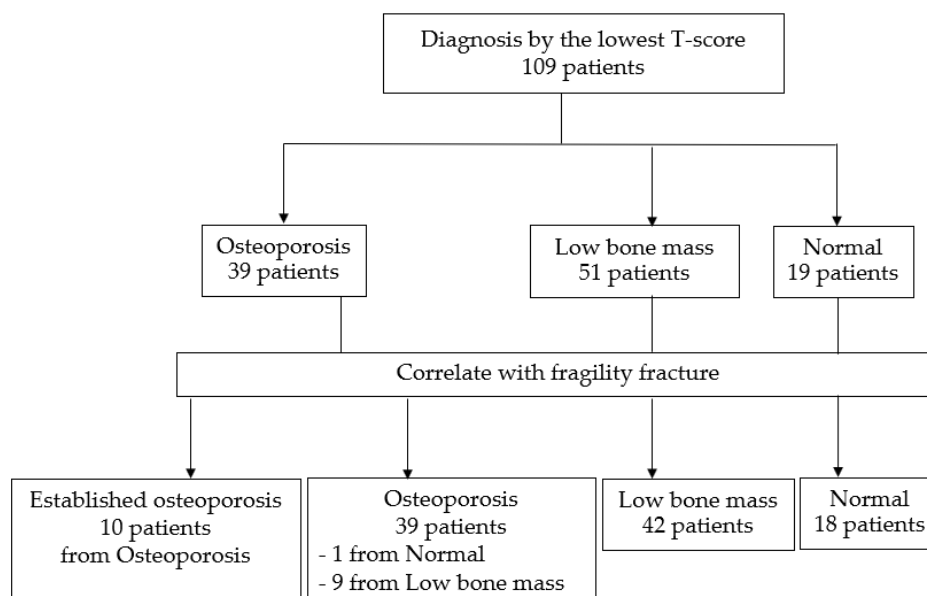 Diagnosis by the lowest T-score
109 patients
Osteoporosis
39 patients
Low bone mass
51 patients
Normal
19 patients
Correlate with fragility fracture
Established osteoporosis
10 patients
from Osteoporosis
Osteoporosis
39 patients
- 1 from Normal
- 9 from Low bone mass
Low bone mass
42 patients
Normal
18 patients